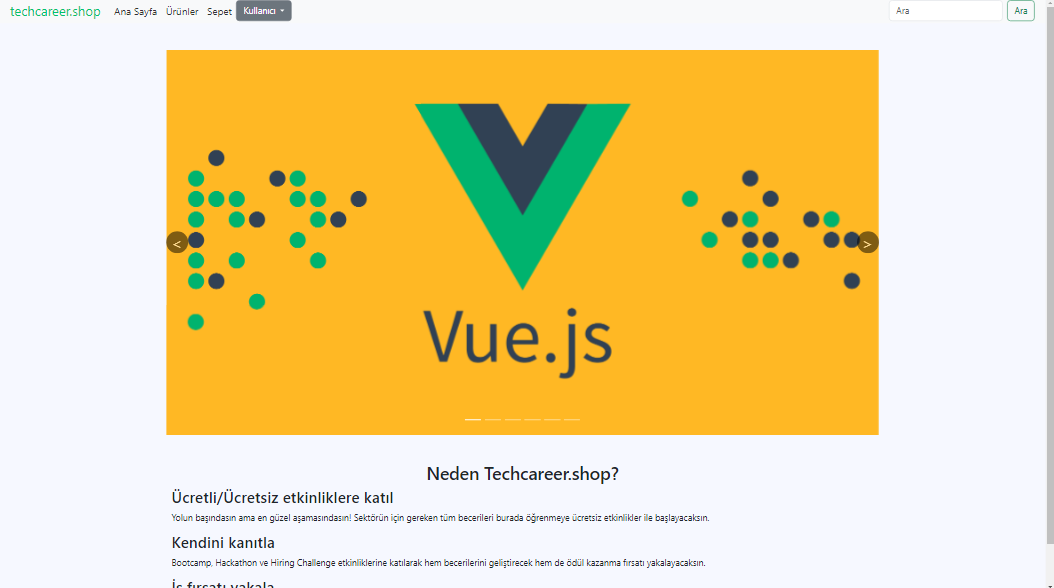 techcareer.shop Ana Sayfa Ürünler Sepet Kullanıcı Ara Ara
< >
Vue.js
Neden Techcareer.shop?
Ücretli/Ücretsiz etkinliklere katıl
Yolun başındasın ama en güzel aşamasındasın! Sektörün için gereken tüm becerileri burada öğrenmeye ücretsiz etkinlikler ile başlayacaksın.
Kendini kanıtla
Bootcamp, Hackathon ve Hiring Challenge etkinliklerine katılarak hem becerilerini geliştirecek hem de ödül kazanma fırsatı yakalayacaksın.
İş fırsatı yakala